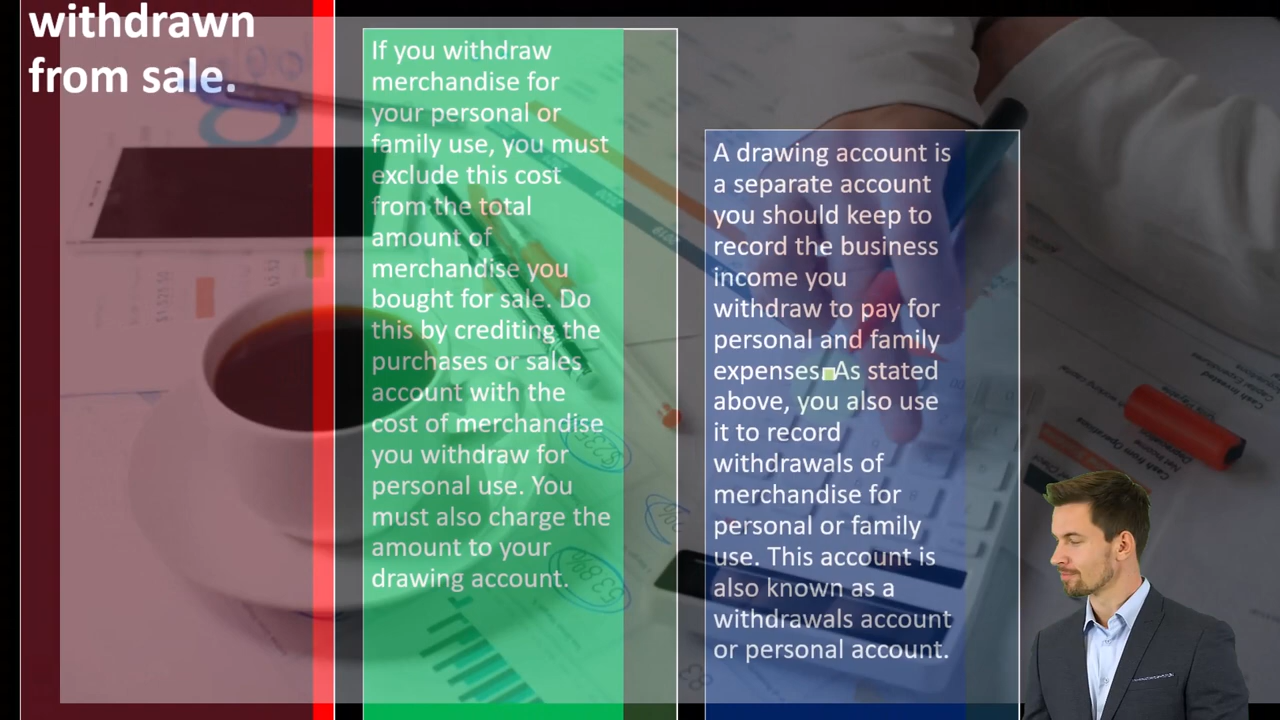 withdrawn
from sale.
If you withdraw
merchandise for
your personal or
family use, you must
exclude this cost
from the total
amount of
merchandise you
bought for sale. Do
this by crediting the
purchases or sales
account with the
cost of merchandise
you withdraw for
personal use. You
must also charge the
amount to your
drawing account.
A drawing account is
a separate account
you should keep to
record the business
income you
withdraw to pay for
personal and family
expenses. As stated
above, you also use
it to record
withdrawals of
merchandise for
personal or family
use. This account is
also known as a
withdrawals account
or personal account.